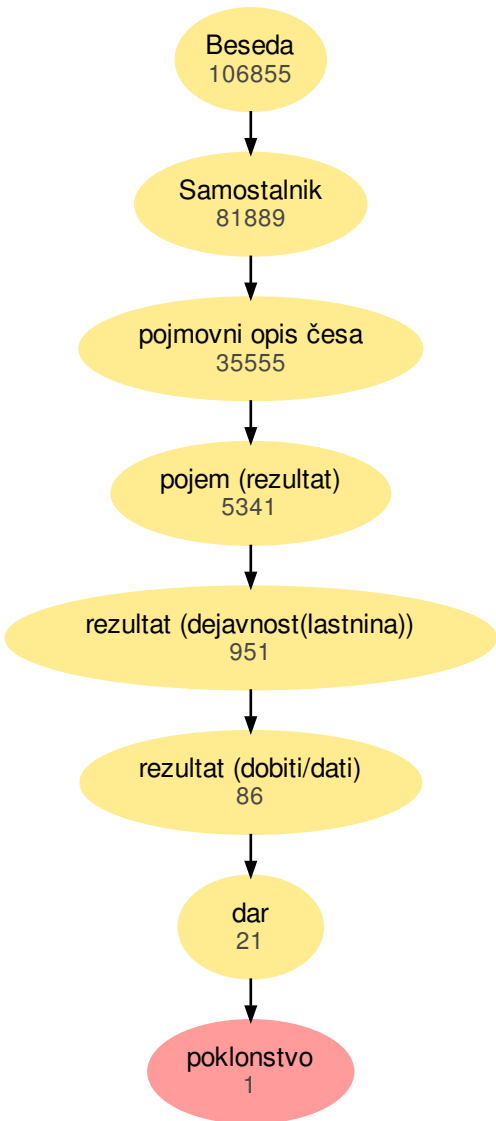 Beseda
106855
Samostalnik
81889
pojmovni opis česa
35555
pojem (rezultat)
5341
rezultat (dejavnost(lastnina))
951
rezultat (dobiti/dati)
86
dar
21
poklonstvo
1